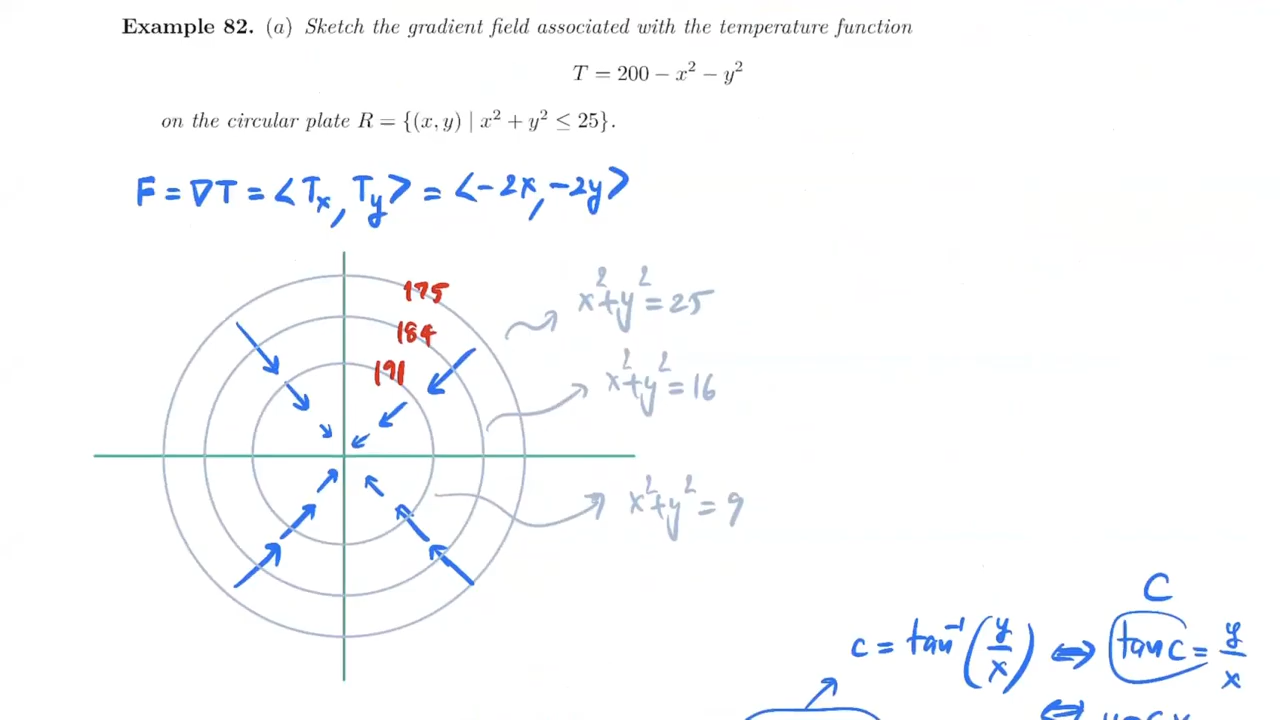 Example 82. (a) Sketch the gradient field associated with the temperature function
T = 200 − x² − y²
on the circular plate R = {(x, y) | x² + y² ≤ 25}.
F = ∇T = ⟨Tₓ, Tᵧ⟩ = ⟨−2x, −2y⟩
175
x² + y² = 25
184
191
x² + y² = 16
x² + y² = 9
C
c = tan⁻¹(y/x) ⇔ tan c = y/x
⇔